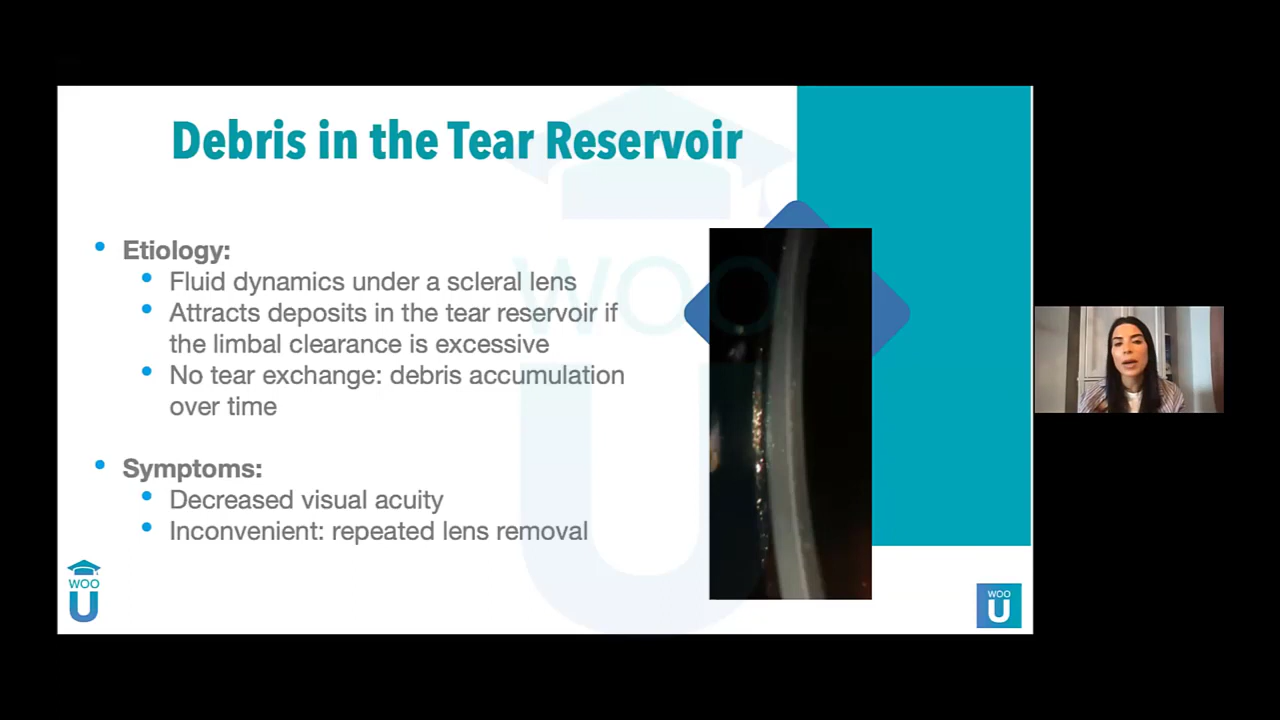 Debris in the Tear Reservoir
Etiology:
Fluid dynamics under a scleral lens
Attracts deposits in the tear reservoir if
the limbal clearance is excessive
No tear exchange: debris accumulation
over time
Symptoms:
Decreased visual acuity
Inconvenient: repeated lens removal
WOO
U
WOO
U
WOO
U